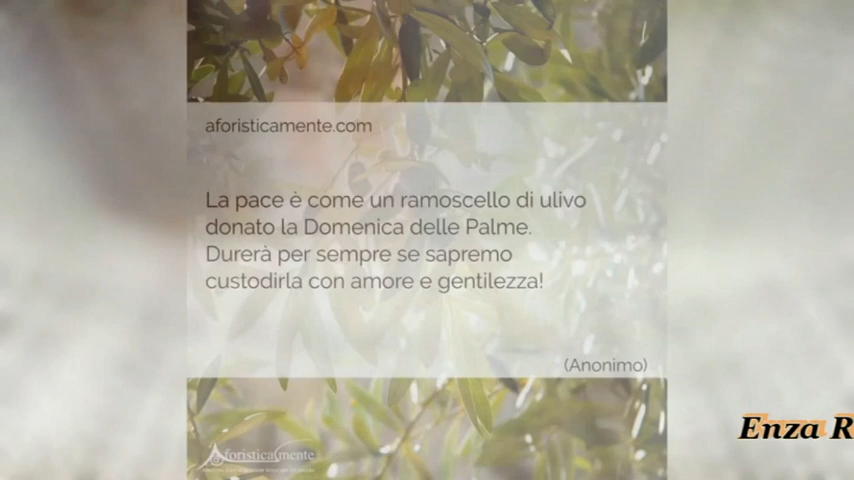 aforisticamente.com
La pace è come un ramoscello di ulivo
donato la Domenica delle Palme.
Durerà per sempre se sapremo
custodirla con amore e gentilezza!
(Anonimo)
Aforisticamente
Enza R